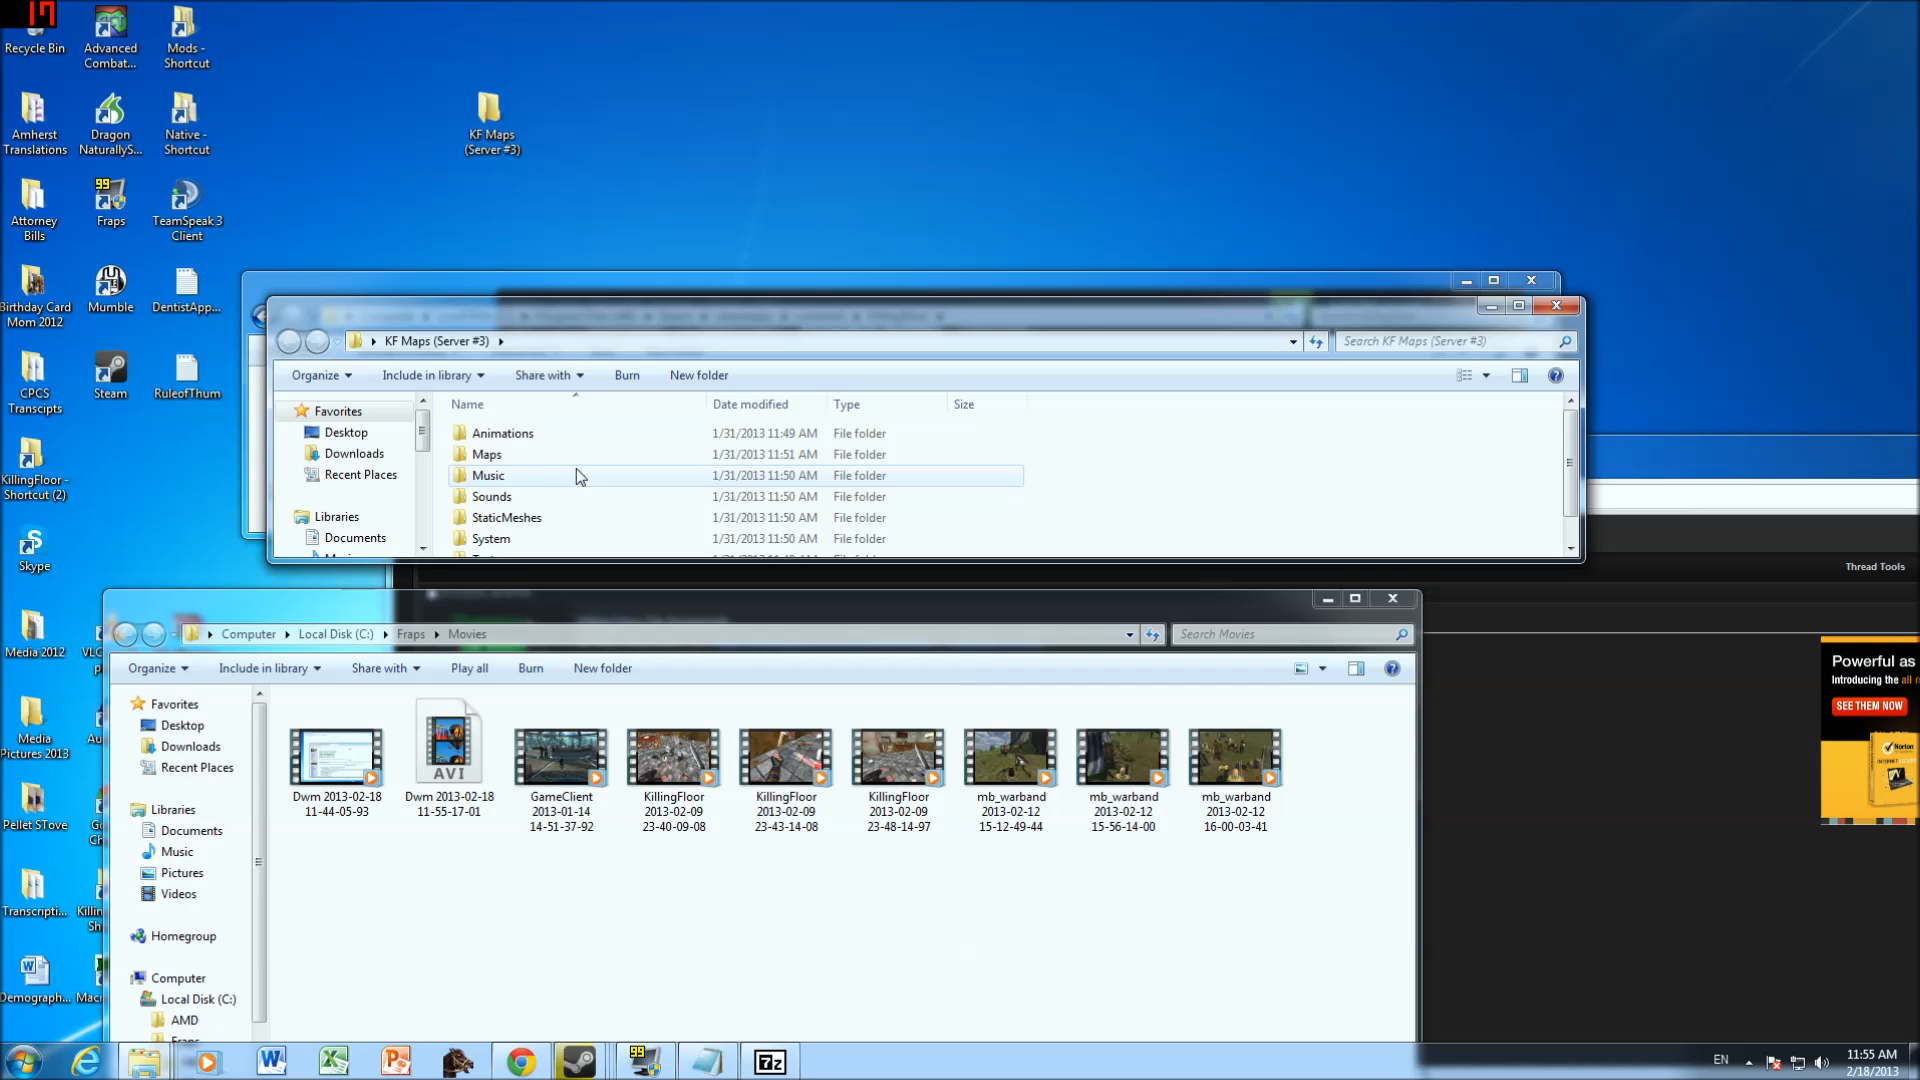 17
Recycle Bin
Advanced
Combat...
Mods -
Shortcut
Amherst
Translations
Dragon
NaturallyS...
Native -
Shortcut
KF Maps
(Server #3)
Attorney
Bills
99
Fraps
TeamSpeak 3
Client
Birthday Card
Mom 2012
Mumble
DentistApp...
CPCS
Transcipts
Steam
RuleofThum
KillingFloor -
Shortcut (2)
Skype
Media 2012
VLC
p
Media
Pictures 2013
Au
Pellet STove
Transcripti...
Killin
Sh
Demograph...
Mac
KF Maps (Server #3)
Search KF Maps (Server #3)
Organize
Include in library
Share with
Burn
New folder
Favorites
Desktop
Downloads
Recent Places
Libraries
Documents
Name
Date modified
Type
Size
Animations 1/31/2013 11:49 AM File folder
Maps 1/31/2013 11:51 AM File folder
Music 1/31/2013 11:50 AM File folder
Sounds 1/31/2013 11:50 AM File folder
StaticMeshes 1/31/2013 11:50 AM File folder
System 1/31/2013 11:50 AM File folder
Thread Tools
Computer
Local Disk (C:)
Fraps
Movies
Search Movies
Organize
Include in library
Share with
Play all
Burn
New folder
Favorites
Desktop
Downloads
Recent Places
Libraries
Documents
Music
Pictures
Videos
Homegroup
Computer
Local Disk (C:)
AMD
Fraps
Dwm 2013-02-18
11-44-05-93
AVI
Dwm 2013-02-18
11-55-17-01
GameClient
2013-01-14
14-51-37-92
KillingFloor
2013-02-09
23-40-09-08
KillingFloor
2013-02-09
23-43-14-08
KillingFloor
2013-02-09
23-48-14-97
mb_warband
2013-02-12
15-12-49-44
mb_warband
2013-02-12
15-56-14-00
mb_warband
2013-02-12
16-00-03-41
Powerful as
Introducing the all n
SEE THEM NOW
Norton
99
7z
EN
11:55 AM
2/18/2013